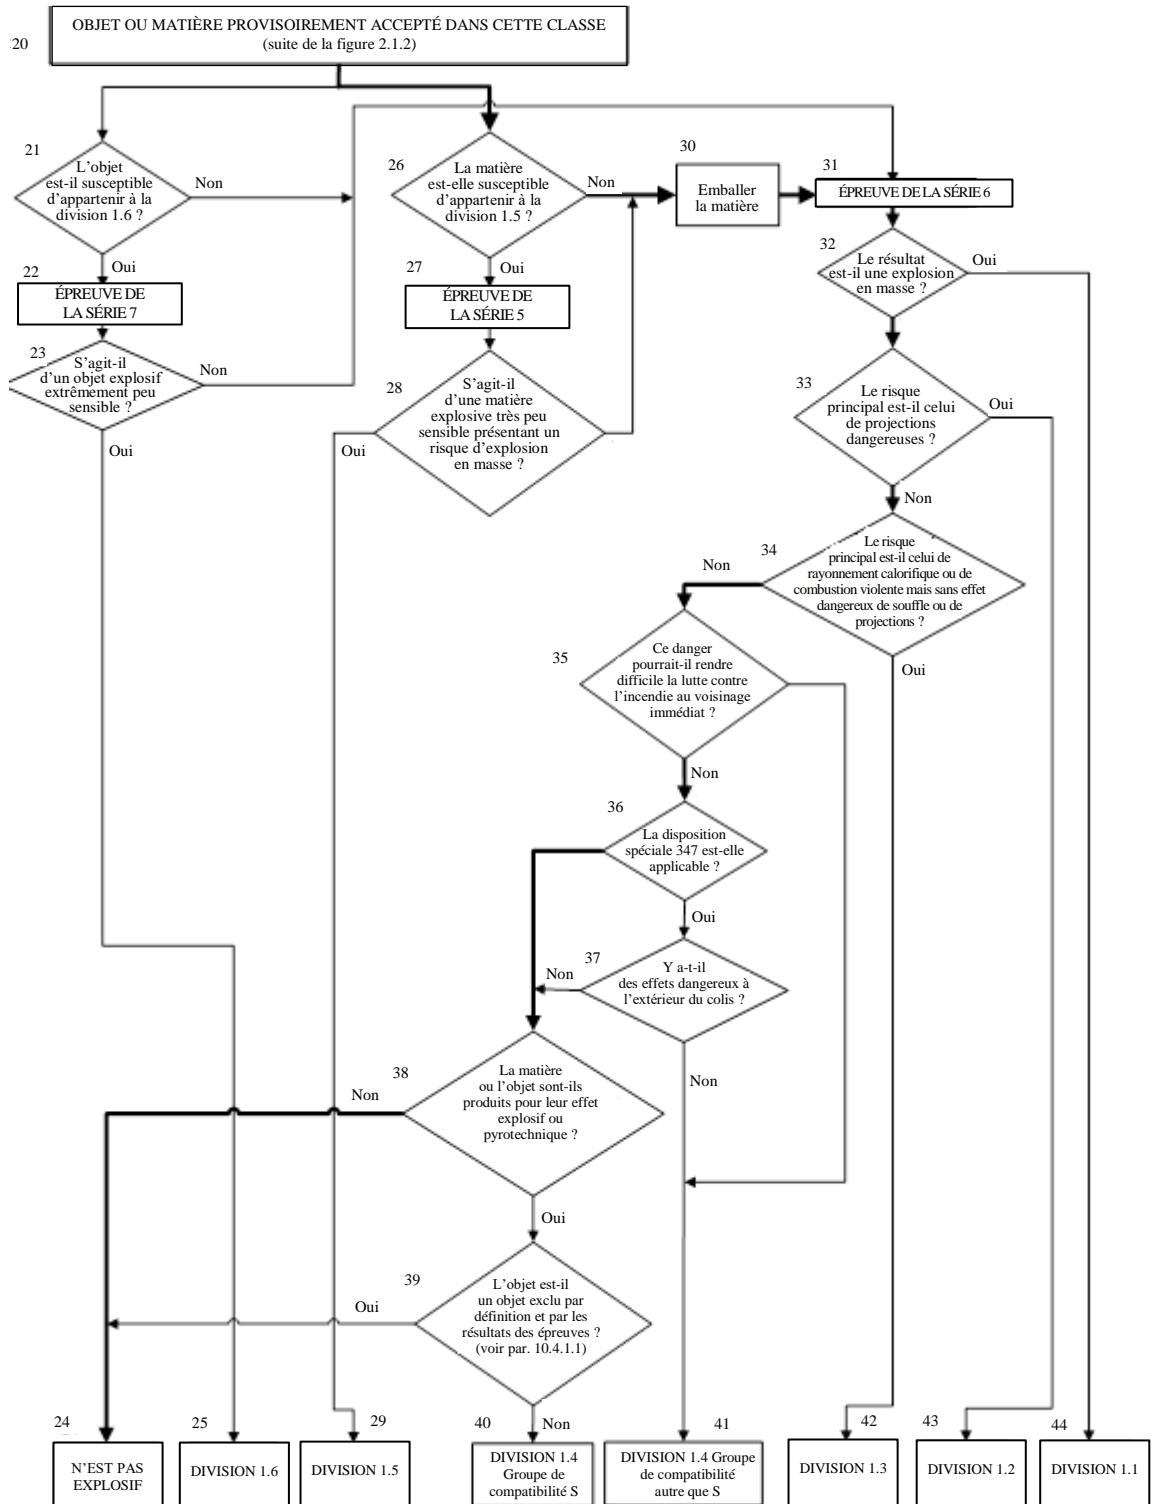 OBJET OU MATIÈRE PROVISOIREMENT ACCEPTÉ DANS CETTE CLASSE
(suite de la figure 2.1.2)
20
21
L'objet
est-il susceptible
d'appartenir à la
division 1.6 ?
Non
Oui
22
ÉPREUVE DE
LA SÉRIE 7
23
S'agit-il
d'un objet explosif
extrêmement peu
sensible ?
Non
Oui
26
La matière
est-elle susceptible
d'appartenir à la
division 1.5 ?
Non
Oui
27
ÉPREUVE DE
LA SÉRIE 5
28
S'agit-il
d'une matière
explosive très peu
sensible présentant un
risque d'explosion
en masse ?
Oui
30
Emballer
la matière
31
ÉPREUVE DE LA SÉRIE 6
32
Le résultat
est-il une explosion
en masse ?
Oui
33
Le risque
principal est-il celui
de projections
dangereuses ?
Oui
Non
34
Le risque
principal est-il celui de
rayonnement calorifique ou de
combustion violente mais sans effet
dangereux de souffle ou de
projections ?
Non
Oui
35
Ce danger
pourrait-il rendre
difficile la lutte contre
l'incendie au voisinage
immédiat ?
Non
36
La disposition
spéciale 347 est-elle
applicable ?
Oui
37
Y a-t-il
des effets dangereux à
l'extérieur du colis ?
Non
Non
38
La matière
ou l'objet sont-ils
produits pour leur effet
explosif ou
pyrotechnique ?
Non
Oui
39
L'objet est-il
un objet exclu par
définition et par les
résultats des épreuves ?
(voir par. 10.4.1.1)
Oui
Non
24
N'EST PAS
EXPLOSIF
25
DIVISION 1.6
29
DIVISION 1.5
40
DIVISION 1.4
Groupe de
compatibilité S
41
DIVISION 1.4 Groupe
de compatibilité
autre que S
42
DIVISION 1.3
43
DIVISION 1.2
44
DIVISION 1.1